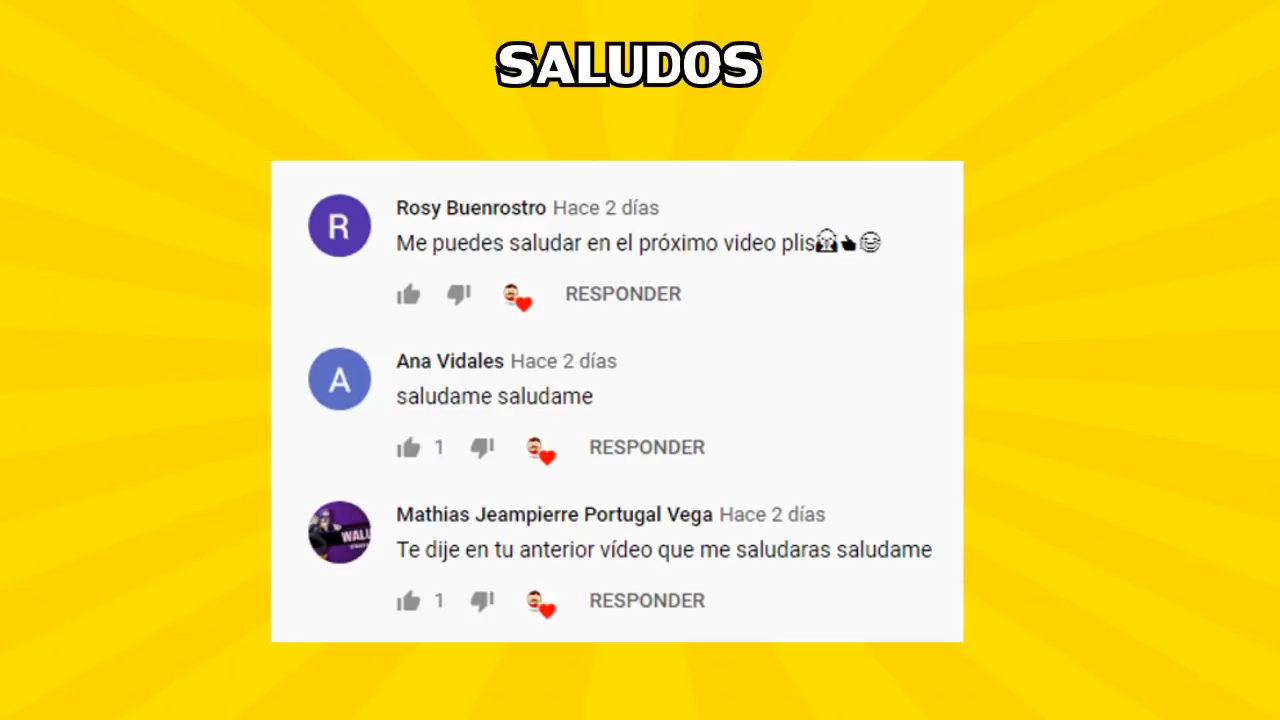 SALUDOS
R
Rosy Buenrostro Hace 2 días
Me puedes saludar en el próximo video plis
RESPONDER
A
Ana Vidales Hace 2 días
saludame saludame
1 RESPONDER
Mathias Jeampierre Portugal Vega Hace 2 días
WALL
Te dije en tu anterior vídeo que me saludaras saludame
1 RESPONDER